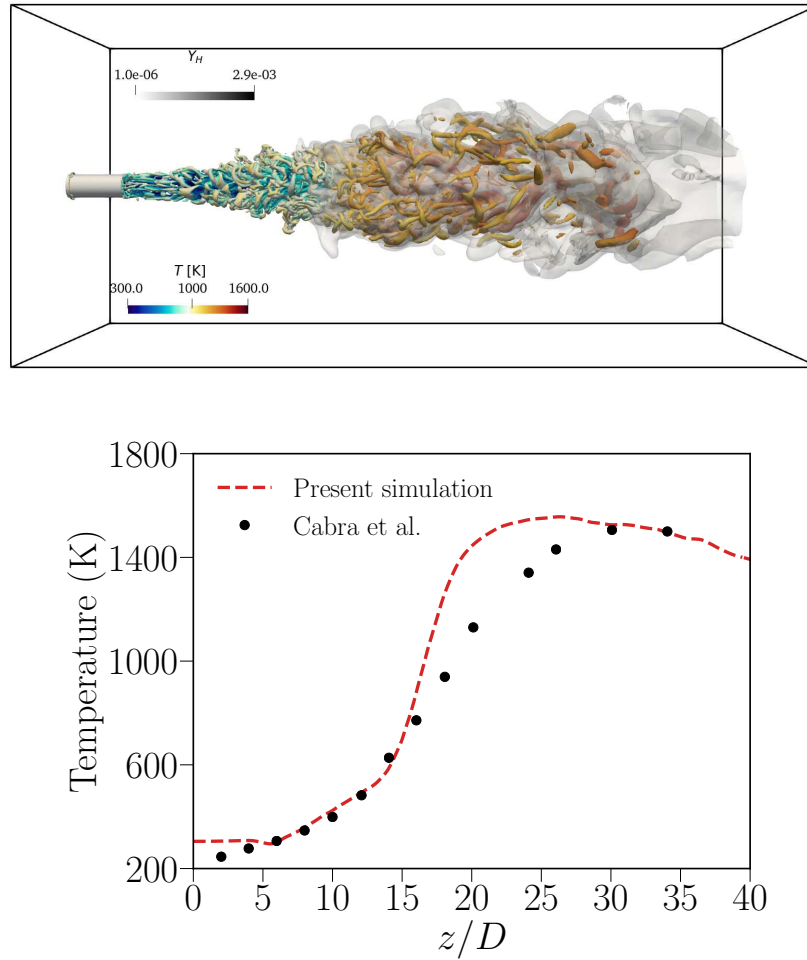 Y_H
1.0e-06 2.9e-03
T [K]
300.0 1000 1600.0
1800
1400
1000
600
200
Temperature (K)
Present simulation
Cabra et al.
0 5 10 15 20 25 30 35 40
z/D